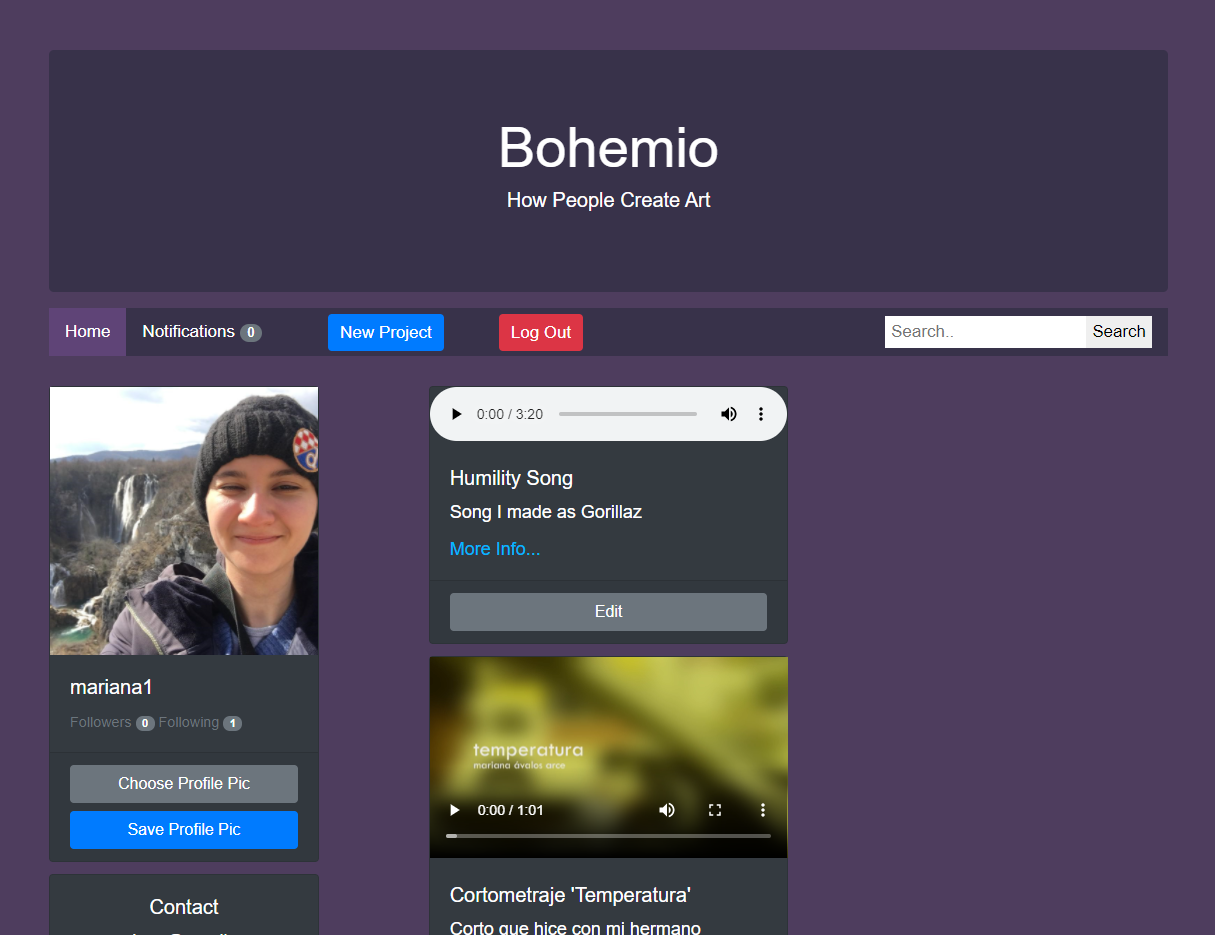 Bohemio
How People Create Art
Home
Notifications 0
New Project
Log Out
Search..
Search
mariana1
Followers 0 Following 1
Choose Profile Pic
Save Profile Pic
Contact
0:00 / 3:20
Humility Song
Song I made as Gorillaz
More Info...
Edit
temperatura
mariana ávalos arce
0:00 / 1:01
Cortometraje 'Temperatura'
Corto que hice con mi hermano